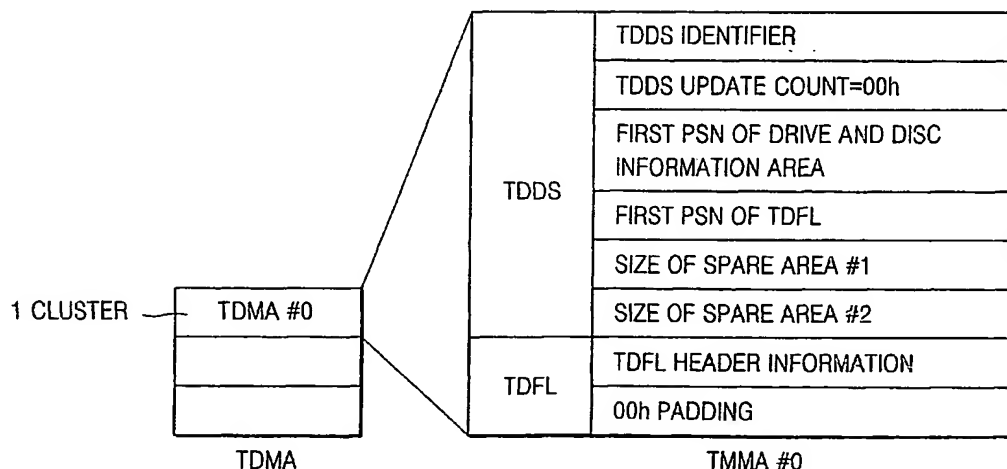 TDDS IDENTIFIER
TDDS UPDATE COUNT=00h
FIRST PSN OF DRIVE AND DISC
INFORMATION AREA
TDDS
FIRST PSN OF TDFL
SIZE OF SPARE AREA #1
1 CLUSTER
TDMA #0
SIZE OF SPARE AREA #2
TDFL
TDFL HEADER INFORMATION
00h PADDING
TDMA
TMMA #0